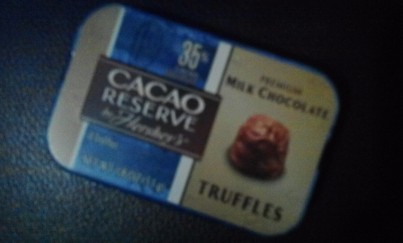 35%
CACAO
RESERVE
by Hershey's
PREMIUM
MILK CHOCOLATE
TRUFFLES